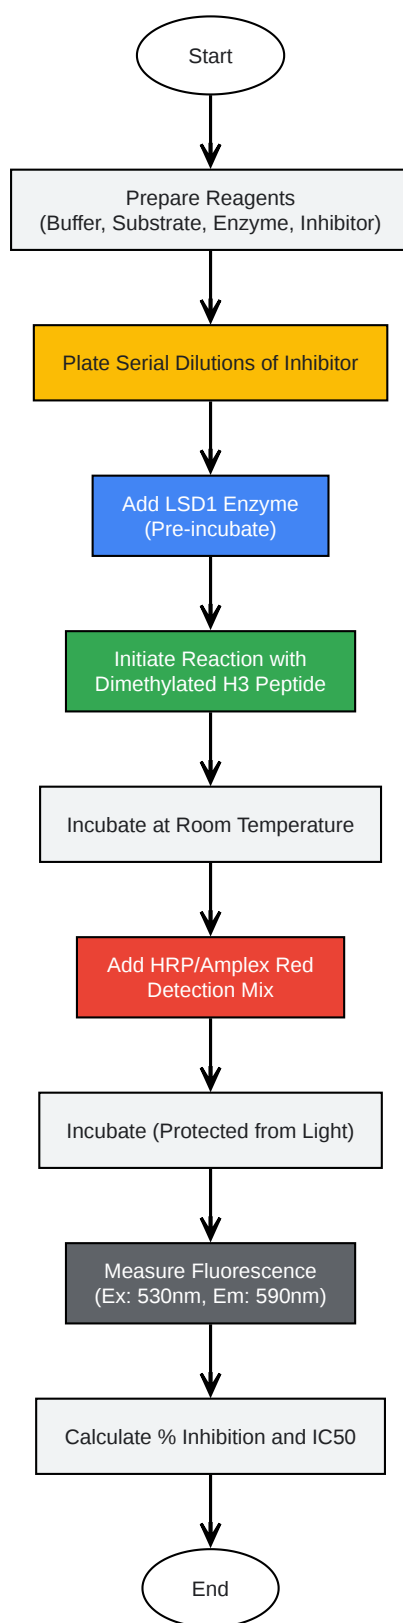 Start
Prepare Reagents
(Buffer, Substrate, Enzyme, Inhibitor)
Plate Serial Dilutions of Inhibitor
Add LSD1 Enzyme
(Pre-incubate)
Initiate Reaction with
Dimethylated H3 Peptide
Incubate at Room Temperature
Add HRP/Amplex Red
Detection Mix
Incubate (Protected from Light)
Measure Fluorescence
(Ex: 530nm, Em: 590nm)
Calculate % Inhibition and IC50
End